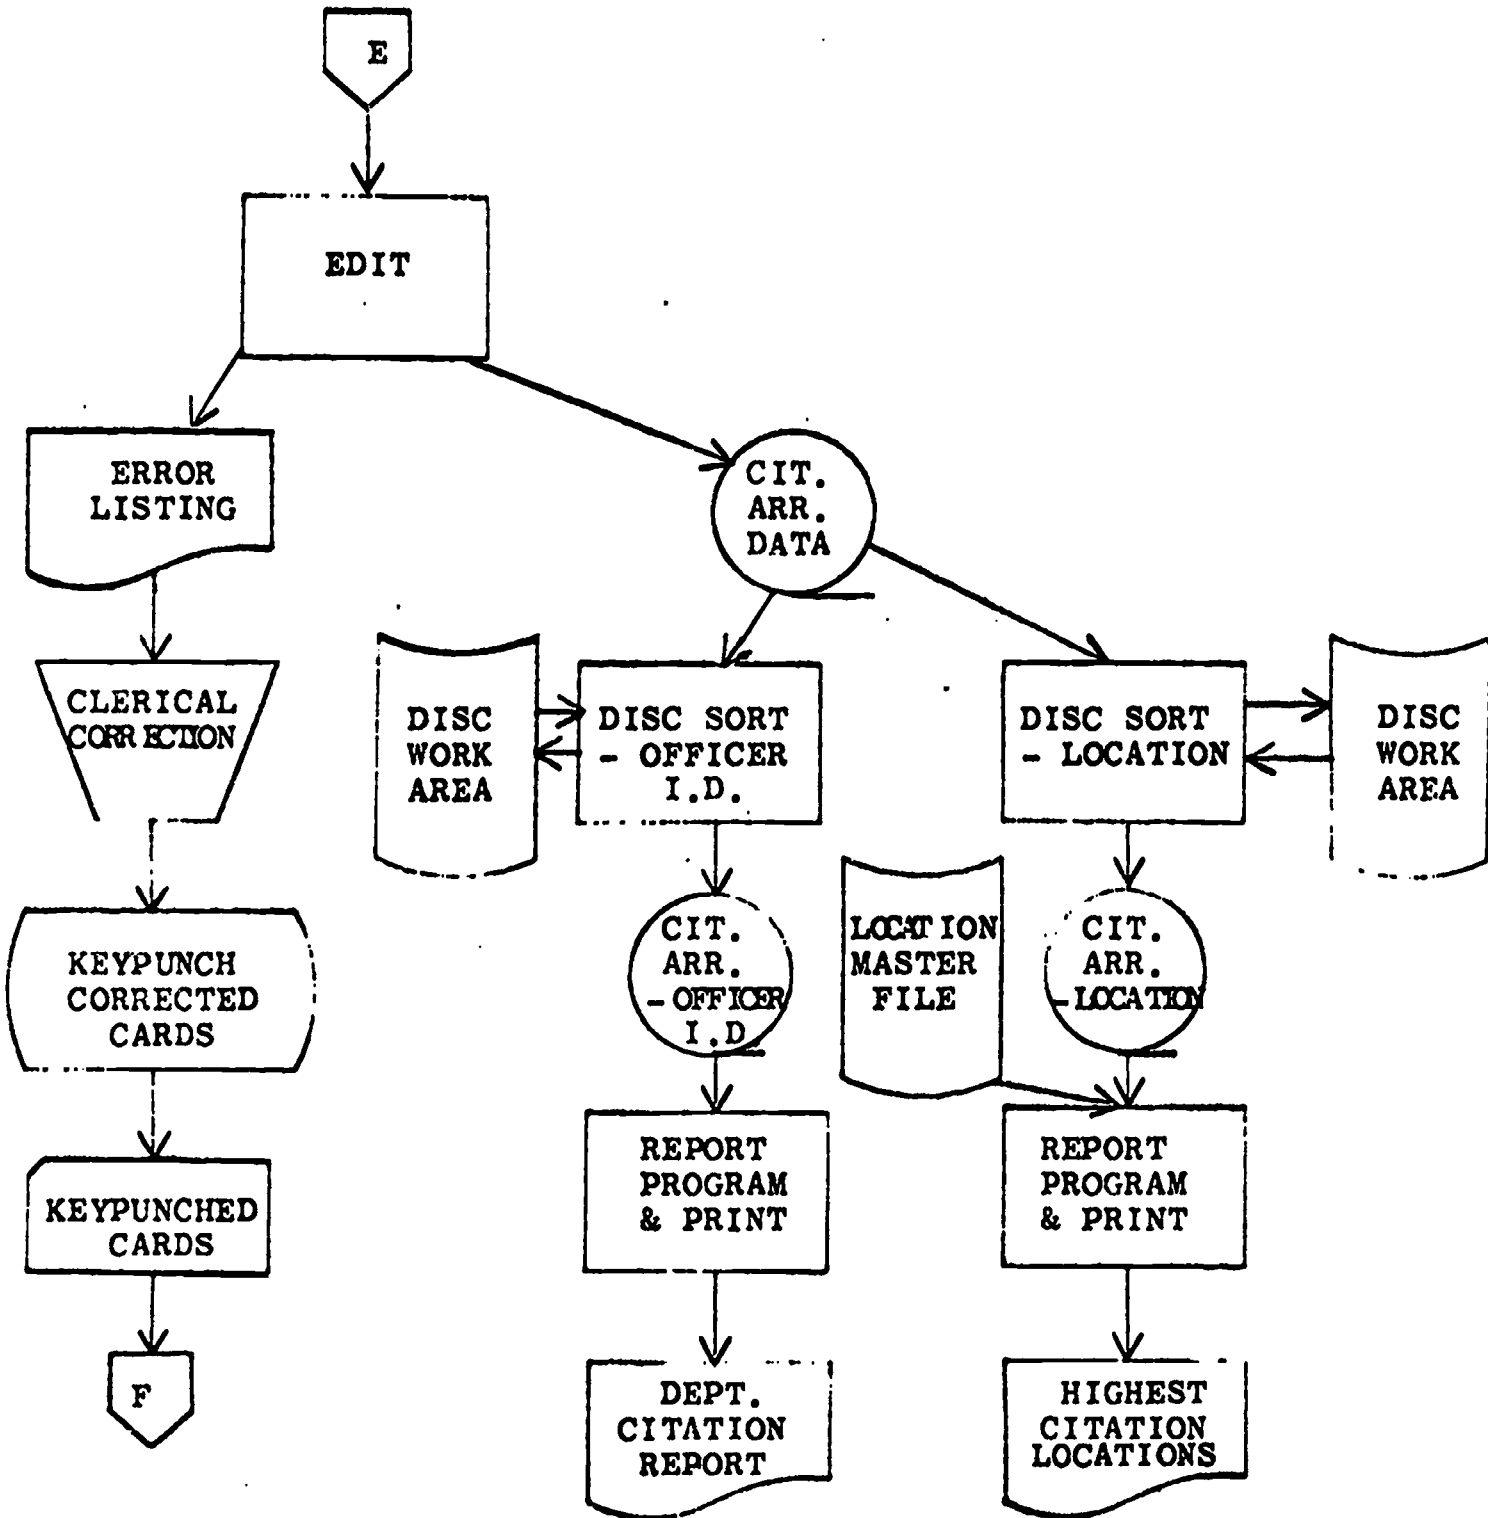 E
EDIT
ERROR
LISTING
CIT.
ARR.
DATA
CLERICAL
CORRECTION
DISC
WORK
AREA
DISC SORT
- OFFICER
I.D.
DISC SORT
- LOCATION
DISC
WORK
AREA
KEYPUNCH
CORRECTED
CARDS
CIT.
ARR.
- OFFICER
I.D.
LOCATION
MASTER
FILE
CIT.
ARR.
- LOCATION
KEYPUNCHED
CARDS
REPORT
PROGRAM
& PRINT
REPORT
PROGRAM
& PRINT
F
DEPT.
CITATION
REPORT
HIGHEST
CITATION
LOCATIONS